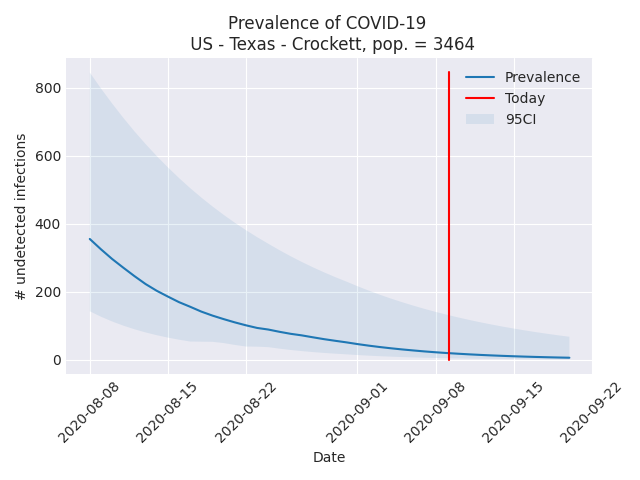 Prevalence of COVID-19
US - Texas - Crockett, pop. = 3464
Prevalence
Today
95CI
# undetected infections
800
600
400
200
0
2020-08-08
2020-08-15
2020-08-22
2020-09-01
2020-09-08
2020-09-15
2020-09-22
Date